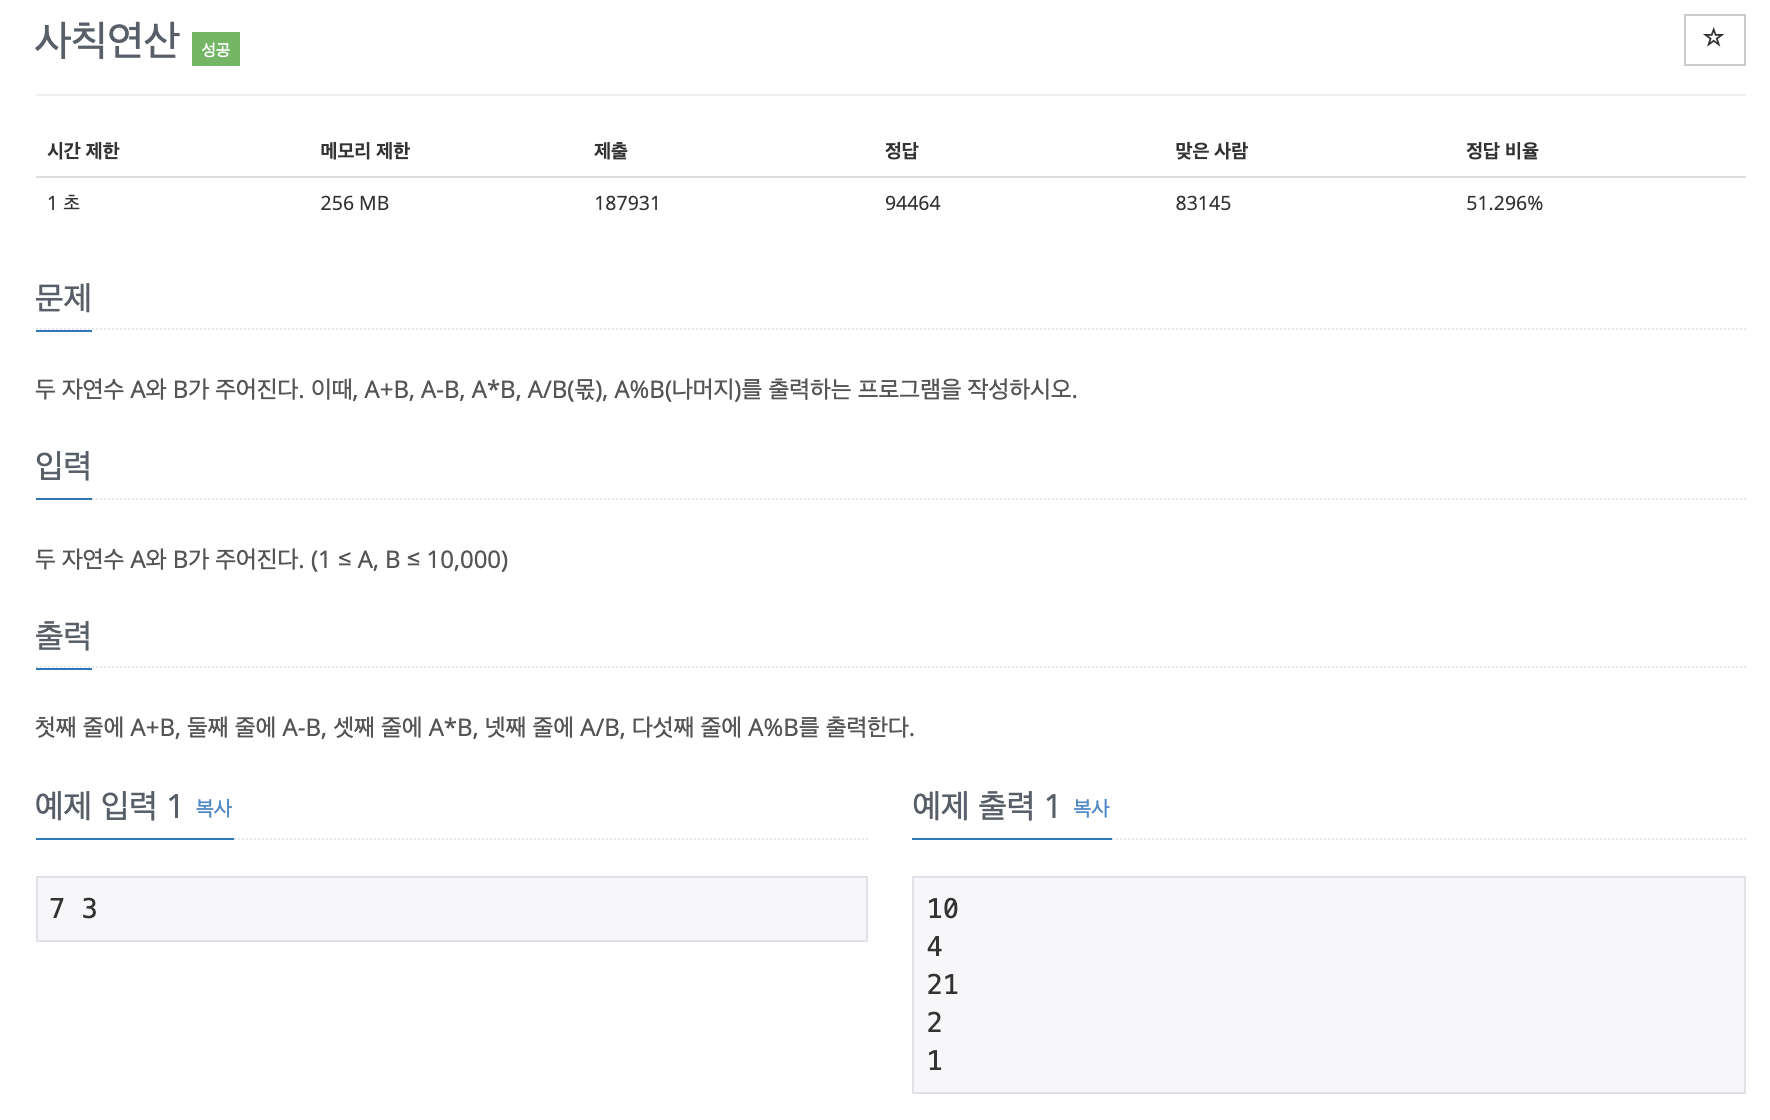 사칙연산 성공
☆
시간 제한 메모리 제한 제출 정답 맞은 사람 정답 비율
1 초 256 MB 187931 94464 83145 51.296%
문제
두 자연수 A와 B가 주어진다. 이때, A+B, A-B, A*B, A/B(몫), A%B(나머지)를 출력하는 프로그램을 작성하시오.
입력
두 자연수 A와 B가 주어진다. (1 ≤ A, B ≤ 10,000)
출력
첫째 줄에 A+B, 둘째 줄에 A-B, 셋째 줄에 A*B, 넷째 줄에 A/B, 다섯째 줄에 A%B를 출력한다.
예제 입력 1 복사
7 3
예제 출력 1 복사
10
4
21
2
1